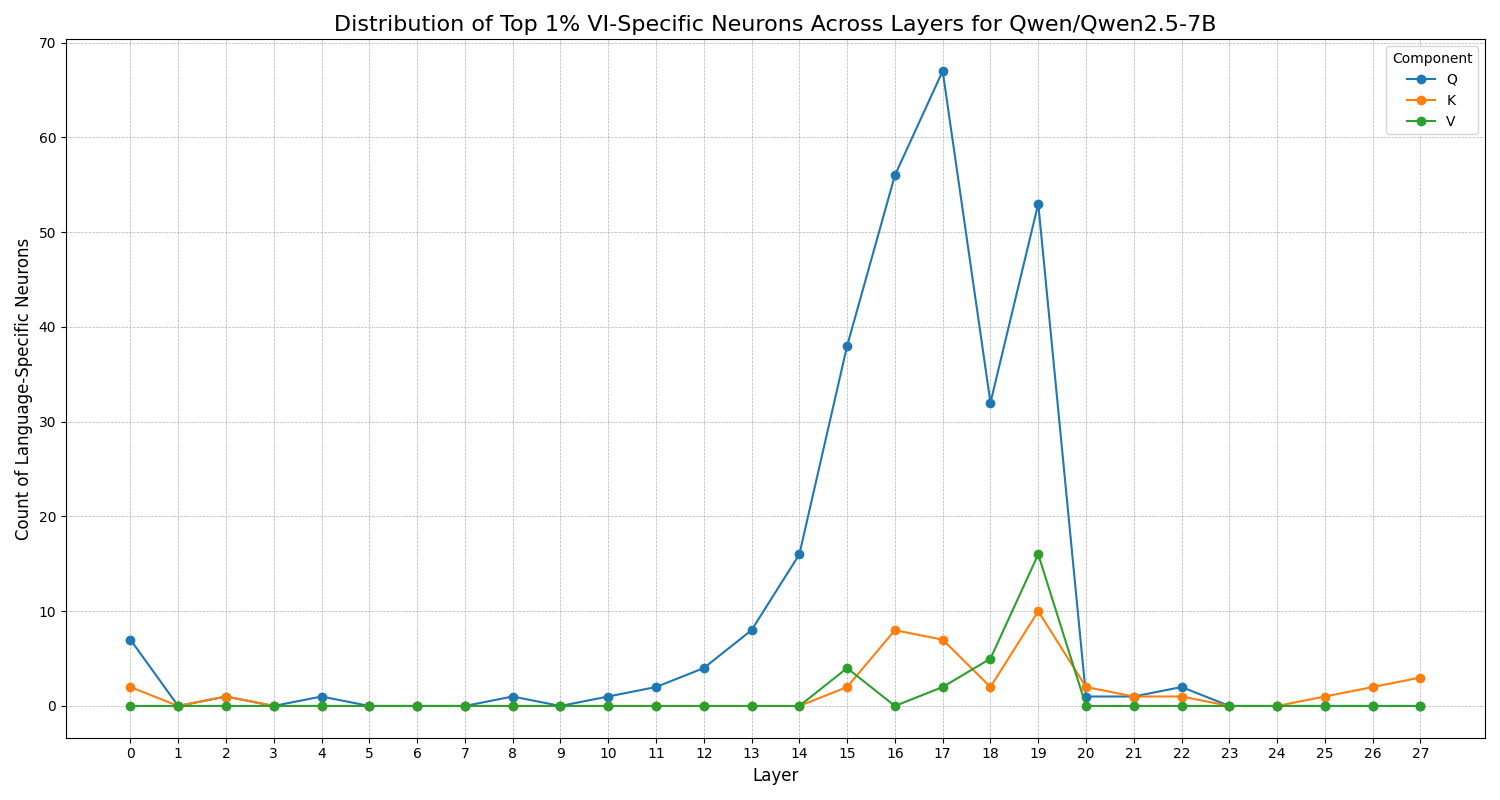 Distribution of Top 1% VI-Specific Neurons Across Layers for Qwen/Qwen2.5-7B
Component
Q
K
V
Count of Language-Specific Neurons
70
60
50
40
30
20
10
0
0 1 2 3 4 5 6 7 8 9 10 11 12 13 14 15 16 17 18 19 20 21 22 23 24 25 26 27
Layer